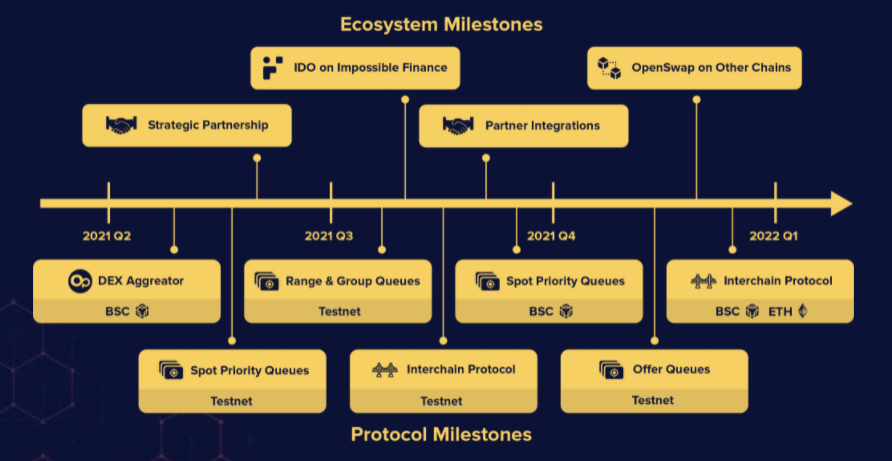 Ecosystem Milestones
IDO on Impossible Finance
OpenSwap on Other Chains
Strategic Partnership
Partner Integrations
2021 Q2
2021 Q3
2021 Q4
2022 Q1
Op DEX Aggreator
BSC
Range & Group Queues
Testnet
Spot Priority Queues
BSC
Interchain Protocol
BSC ETH
Spot Priority Queues
Testnet
Interchain Protocol
Testnet
Offer Queues
Testnet
Protocol Milestones